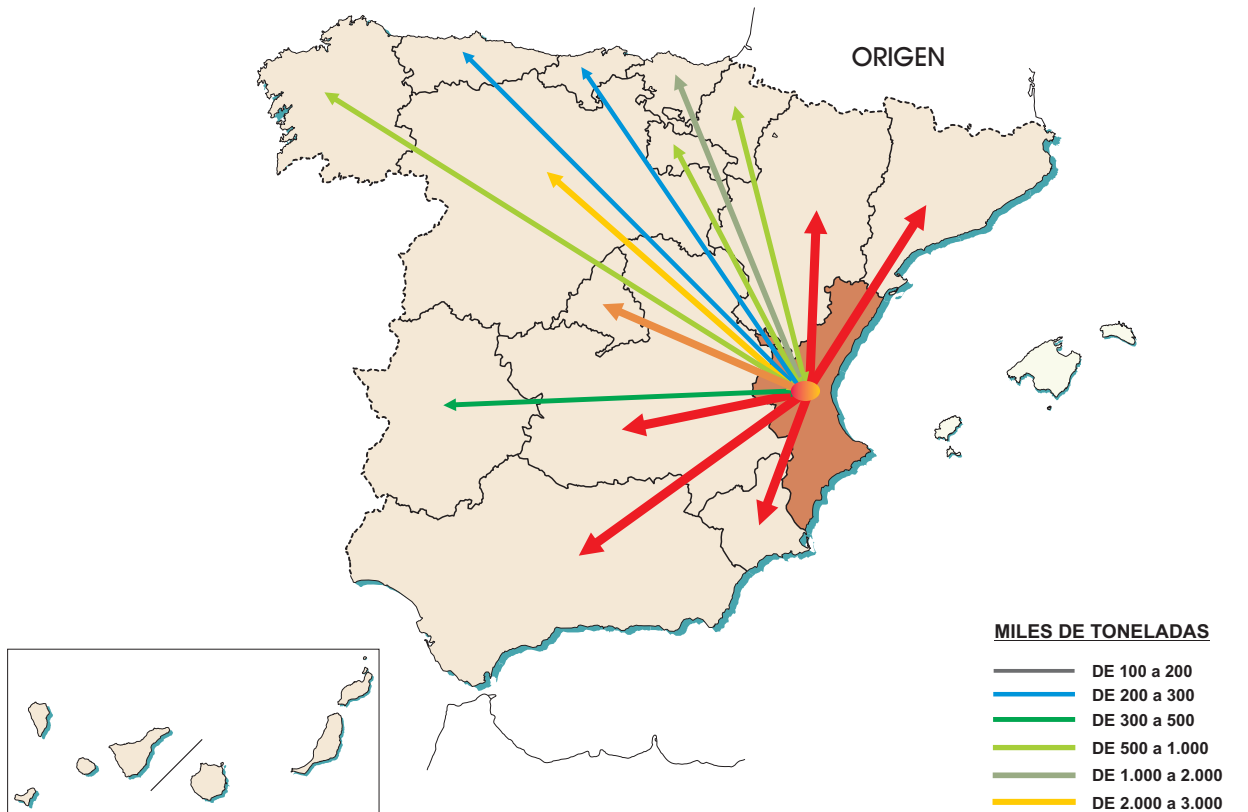 ORIGEN
MILES DE TONELADAS
DE 100 a 200
DE 200 a 300
DE 300 a 500
DE 500 a 1.000
DE 1.000 a 2.000
DE 2.000 a 3.000